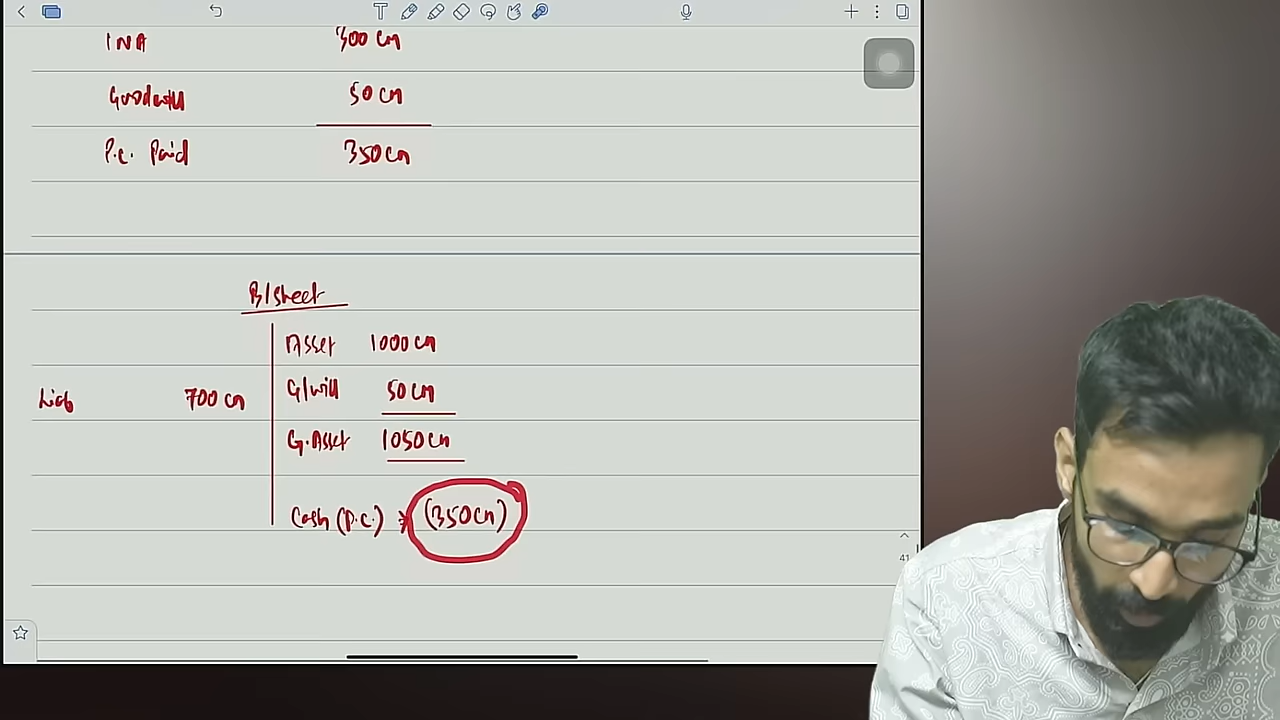 INA 300 cr
Goodwill 50 cr
P.C. Paid 350 cr
B/Sheet
Asset 1000 cr
Liab 700 cr G/will 50 cr
G.Asset 1050 cr
Cash (P.C.) (350 cr)
41